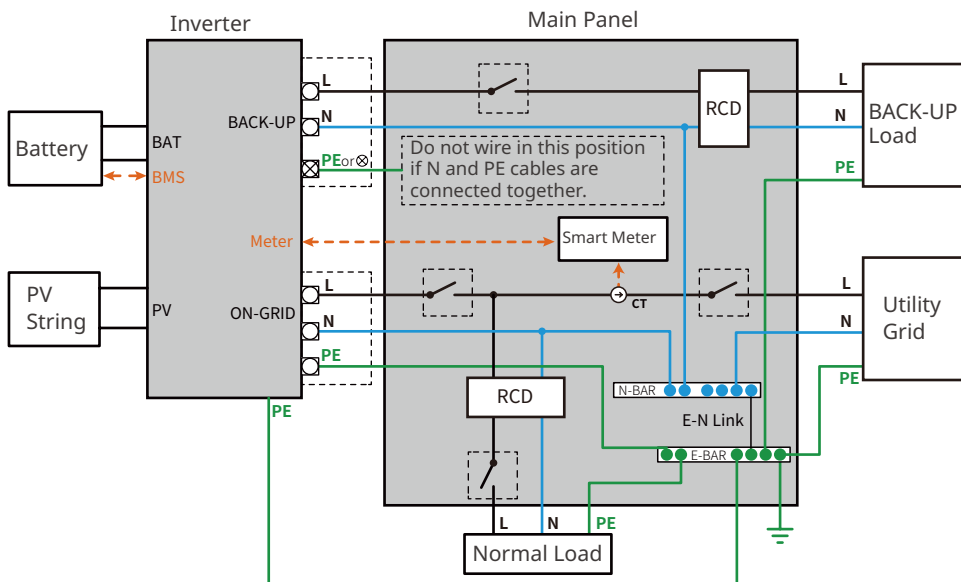 Main Panel
Inverter
L
L
RCD
BACK-UP
N
N
BACK-UP
Load
Battery
BAT
Do not wire in this position
if N and PE cables are
connected together.
PEor⊗
PE
BMS
Meter
Smart Meter
L
L
PV
String
PV
ON-GRID
CT
Utility
Grid
N
N
PE
PE
N-BAR
RCD
PE
E-N Link
E-BAR
L
N
PE
Normal Load